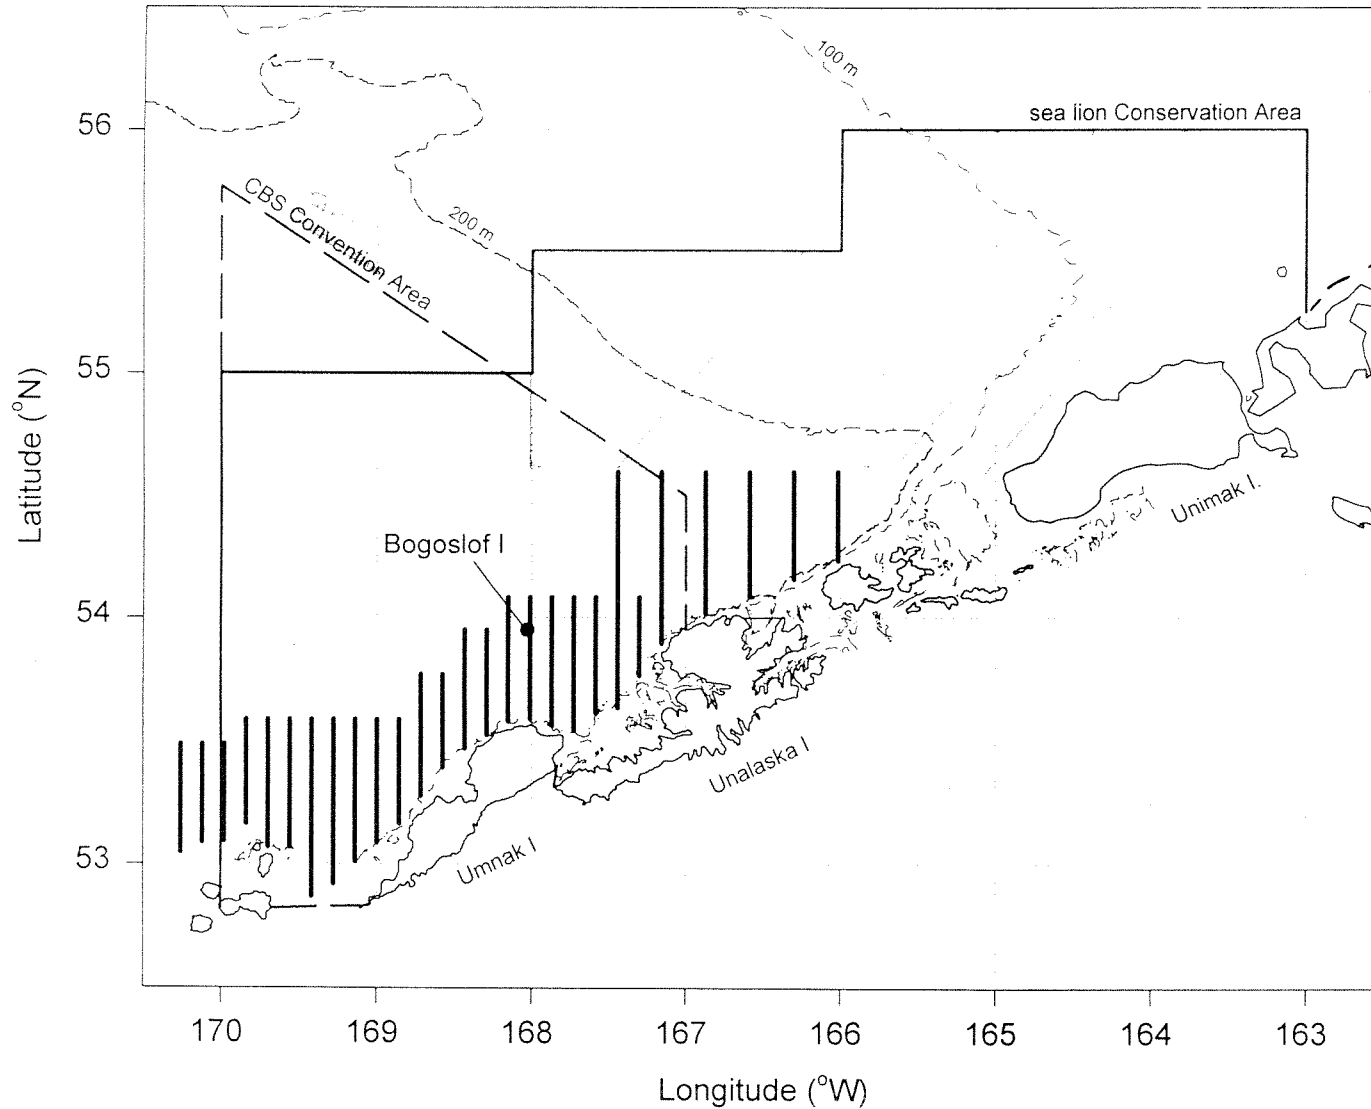 100 m
sea lion Conservation Area
56
CBS Convention Area
200 m
55
Latitude (°N)
Unimak I.
Bogoslof I
54
Unalaska I
53
Umnak I
170 169 168 167 166 165 164 163
Longitude (°W)